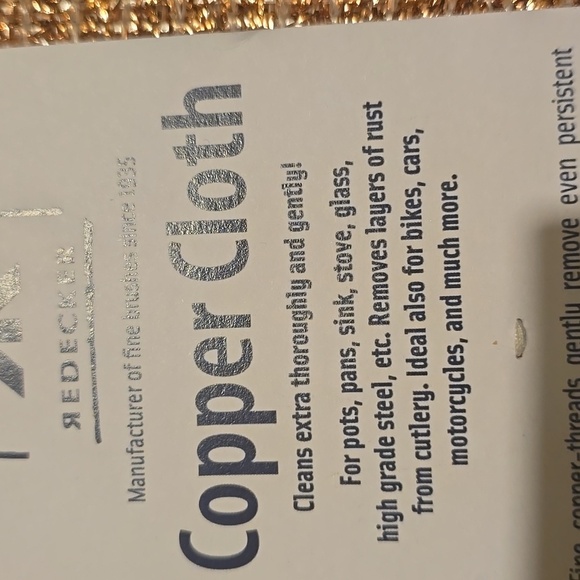 REDECKER
Manufacturer of fine brushes since 1935
Copper Cloth
Cleans extra thoroughly and gently!
For pots, pans, sink, stove, glass,
high grade steel, etc. Removes layers of rust
from cutlery. Ideal also for bikes, cars,
motorcycles, and much more.
copper-threads gently remove even persistent